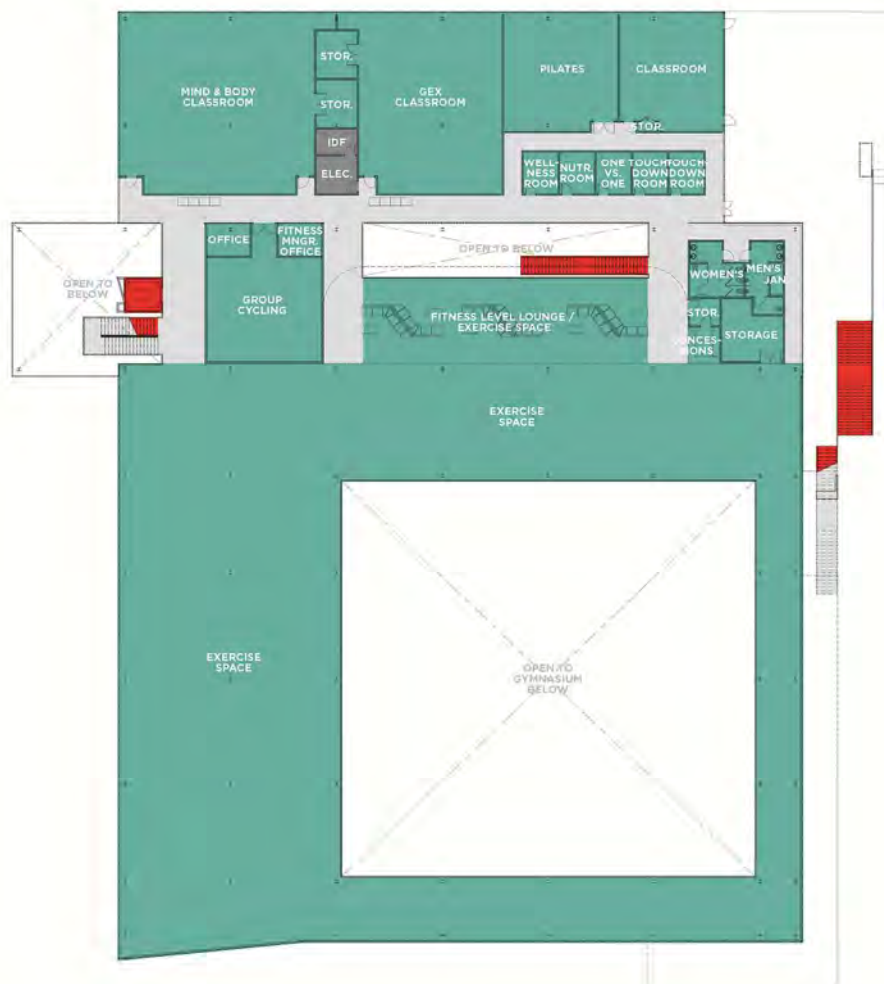 STOR.
MIND & BODY
CLASSROOM
GEX
CLASSROOM
PILATES
CLASSROOM
STOR.
STOR.
IDF
ELEC.
WELL-
NESS
ROOM
NUTR.
ROOM
ONE
VS.
ONE
TOUCH-
DOWN
ROOM
TOUCH-
DOWN
ROOM
OFFICE
FITNESS
MNGR.
OFFICE
OPEN TO BELOW
OPEN TO
BELOW
WOMEN'S
MEN'S
JAN
GROUP
CYCLING
FITNESS LEVEL LOUNGE /
EXERCISE SPACE
STOR.
STORAGE
CONCES-
SIONS
EXERCISE
SPACE
EXERCISE
SPACE
OPEN TO
GYMNASIUM
BELOW